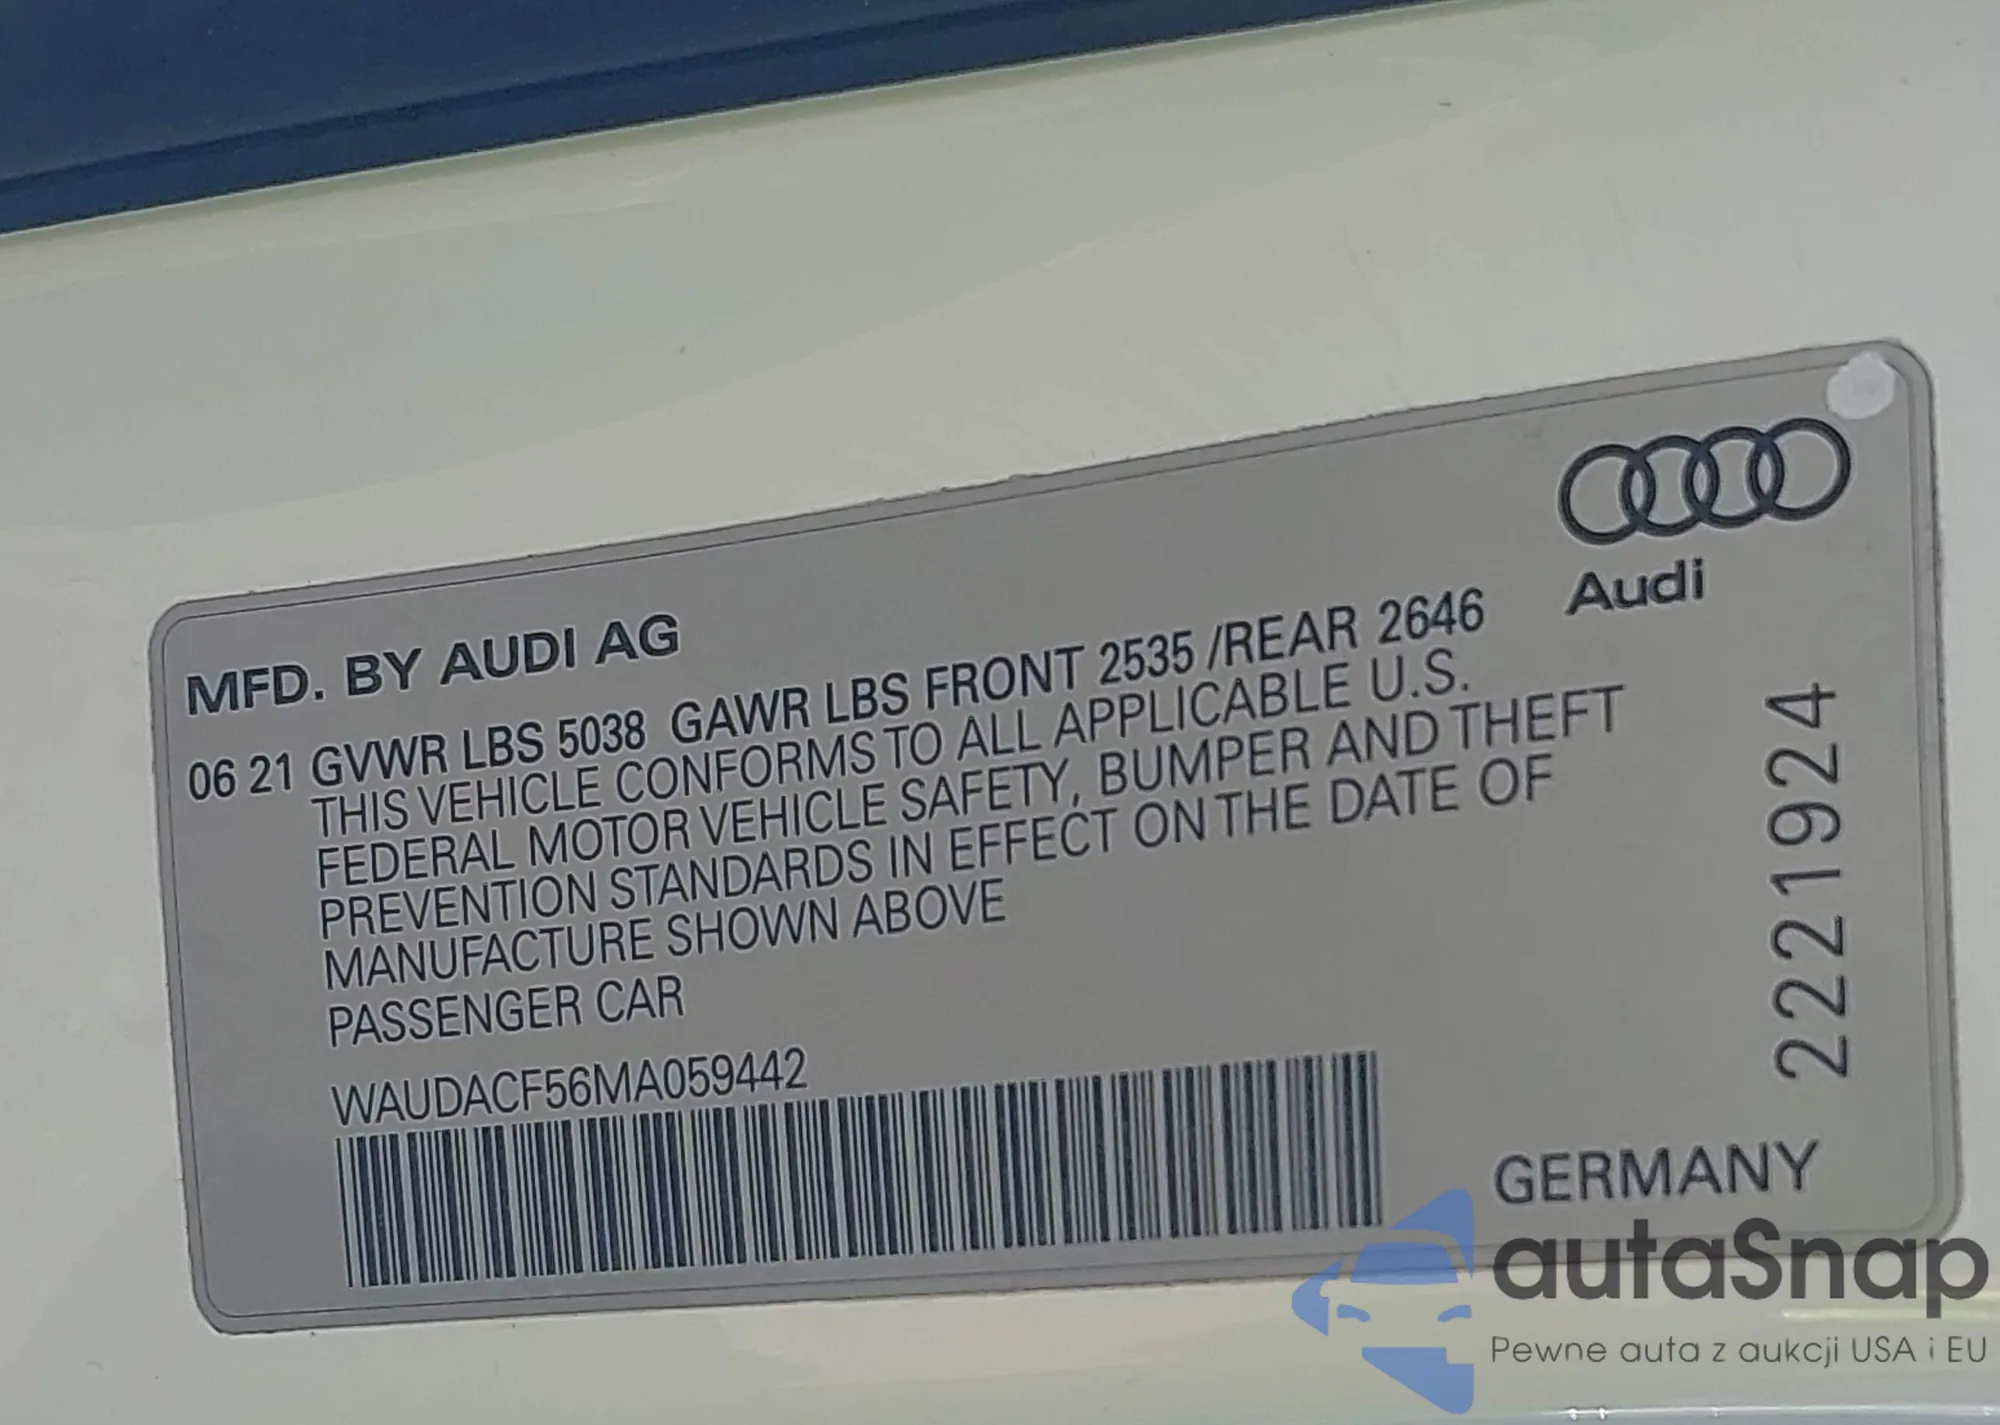 Audi
MFD. BY AUDI AG
06 21 GVWR LBS 5038 GAWR LBS FRONT 2535 /REAR 2646
THIS VEHICLE CONFORMS TO ALL APPLICABLE U.S.
FEDERAL MOTOR VEHICLE SAFETY, BUMPER AND THEFT
PREVENTION STANDARDS IN EFFECT ON THE DATE OF
MANUFACTURE SHOWN ABOVE
PASSENGER CAR
WAUDACF56MA059442
2221924
GERMANY
autaSnap
Pewne auta z aukcji USA i EU